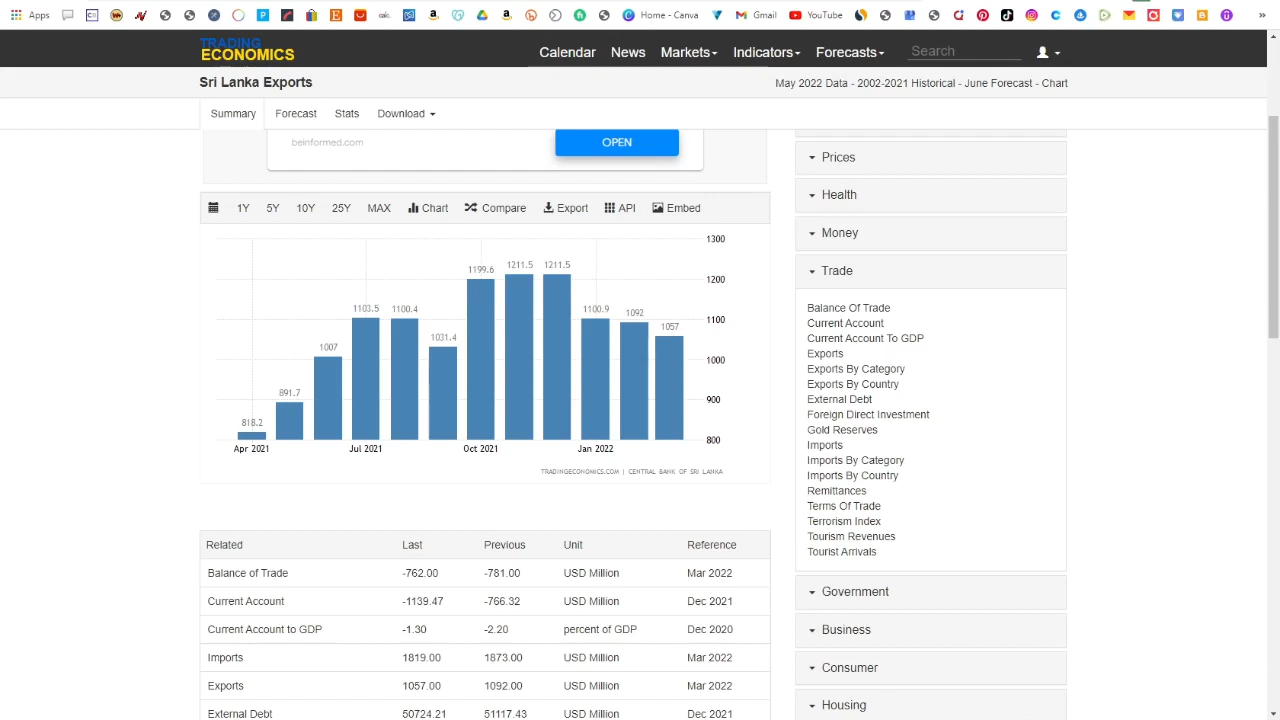 Apps
Home - Canva
Gmail
YouTube
»
TRADING
ECONOMICS
Calendar News Markets Indicators Forecasts Search
Sri Lanka Exports
May 2022 Data - 2002-2021 Historical - June Forecast - Chart
Summary Forecast Stats Download
beinformed.com
OPEN
1Y 5Y 10Y 25Y MAX Chart Compare Export API Embed
1300
1200
1100
1000
900
800
818.2
891.7
1007
1103.5
1100.4
1031.4
1199.6
1211.5
1211.5
1100.9
1092
1057
Apr 2021 Jul 2021 Oct 2021 Jan 2022
TRADINGECONOMICS.COM | CENTRAL BANK OF SRI LANKA
Related Last Previous Unit Reference
Balance of Trade -762.00 -781.00 USD Million Mar 2022
Current Account -1139.47 -766.32 USD Million Dec 2021
Current Account to GDP -1.30 -2.20 percent of GDP Dec 2020
Imports 1819.00 1873.00 USD Million Mar 2022
Exports 1057.00 1092.00 USD Million Mar 2022
External Debt 50724.21 51117.43 USD Million Dec 2021
Prices
Health
Money
Trade
Balance Of Trade
Current Account
Current Account To GDP
Exports
Exports By Category
Exports By Country
External Debt
Foreign Direct Investment
Gold Reserves
Imports
Imports By Category
Imports By Country
Remittances
Terms Of Trade
Terrorism Index
Tourism Revenues
Tourist Arrivals
Government
Business
Consumer
Housing